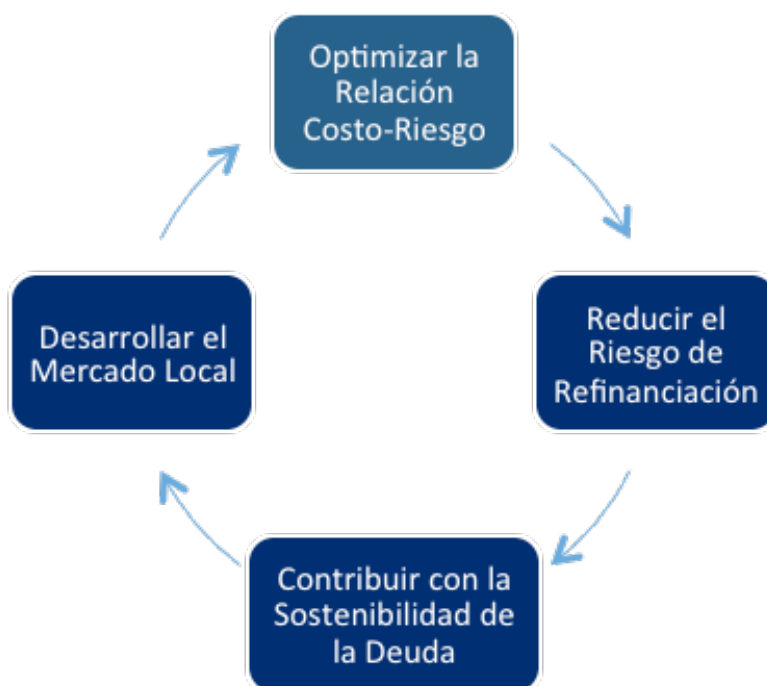 Optimizar la
Relación
Costo-Riesgo
Reducir el
Riesgo de
Refinanciación
Contribuir con la
Sostenibilidad de
la Deuda
Desarrollar el
Mercado Local